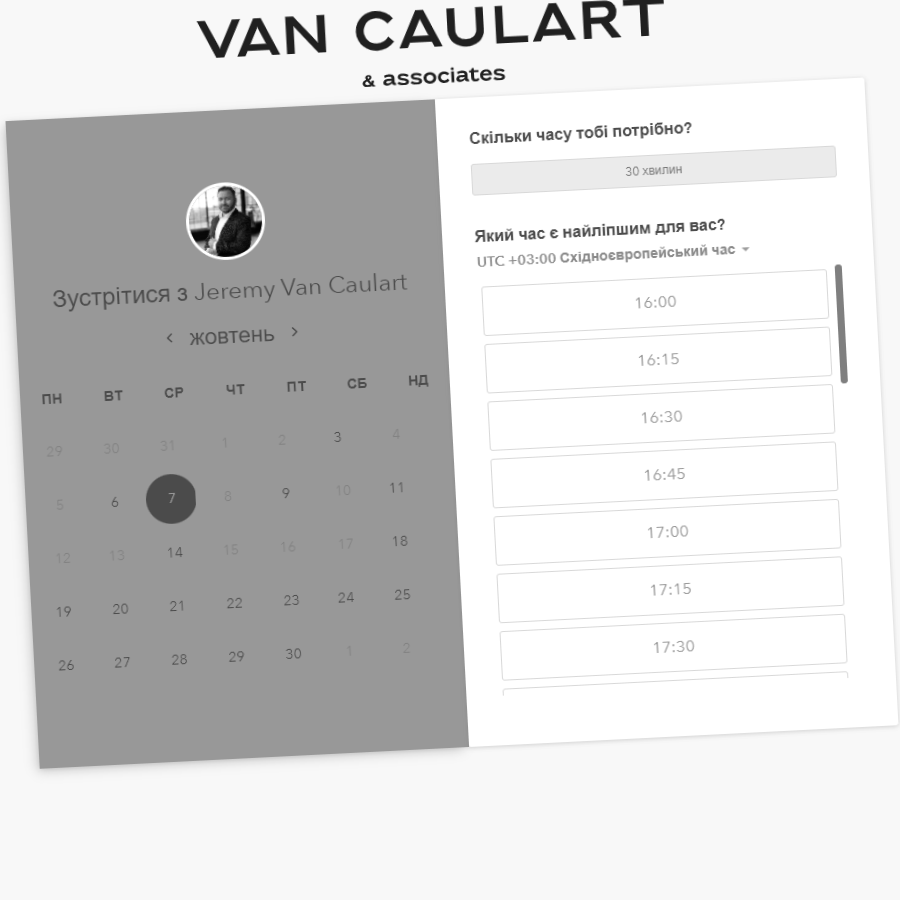 VAN CAULART
& associates
Зустрітися з Jeremy Van Caulart
жовтень
ПН ВТ СР ЧТ ПТ СБ НД
29 30 31 1 2 3 4
5 6 7 8 9 10 11
12 13 14 15 16 17 18
19 20 21 22 23 24 25
26 27 28 29 30 1 2
Скільки часу тобі потрібно?
30 хвилин
Який час є найліпшим для вас?
UTC +03:00 Східноєвропейський час
16:00
16:15
16:30
16:45
17:00
17:15
17:30